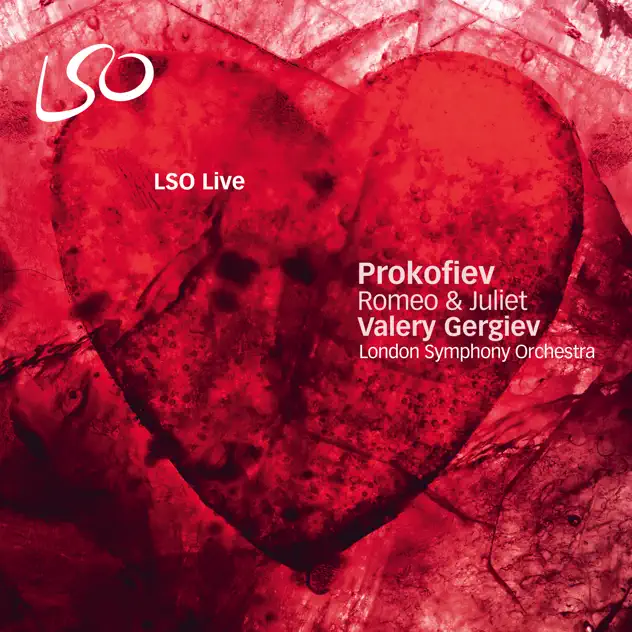 LSO
LSO Live
Prokofiev
Romeo & Juliet
Valery Gergiev
London Symphony Orchestra